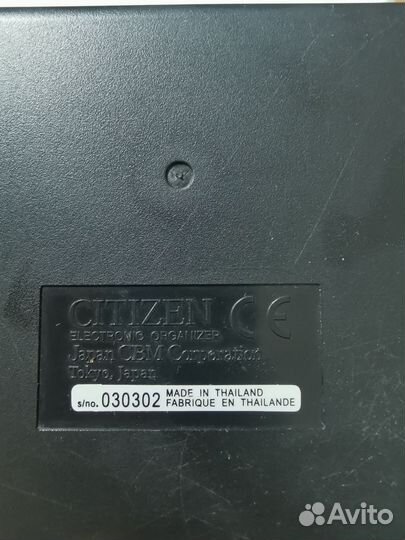 CITIZEN CE
ELECTRONIC ORGANIZER
Japan CBM Corporation
Tokyo, Japan
s/no. 030302 MADE IN THAILAND
FABRIQUE EN THAILANDE
Avito